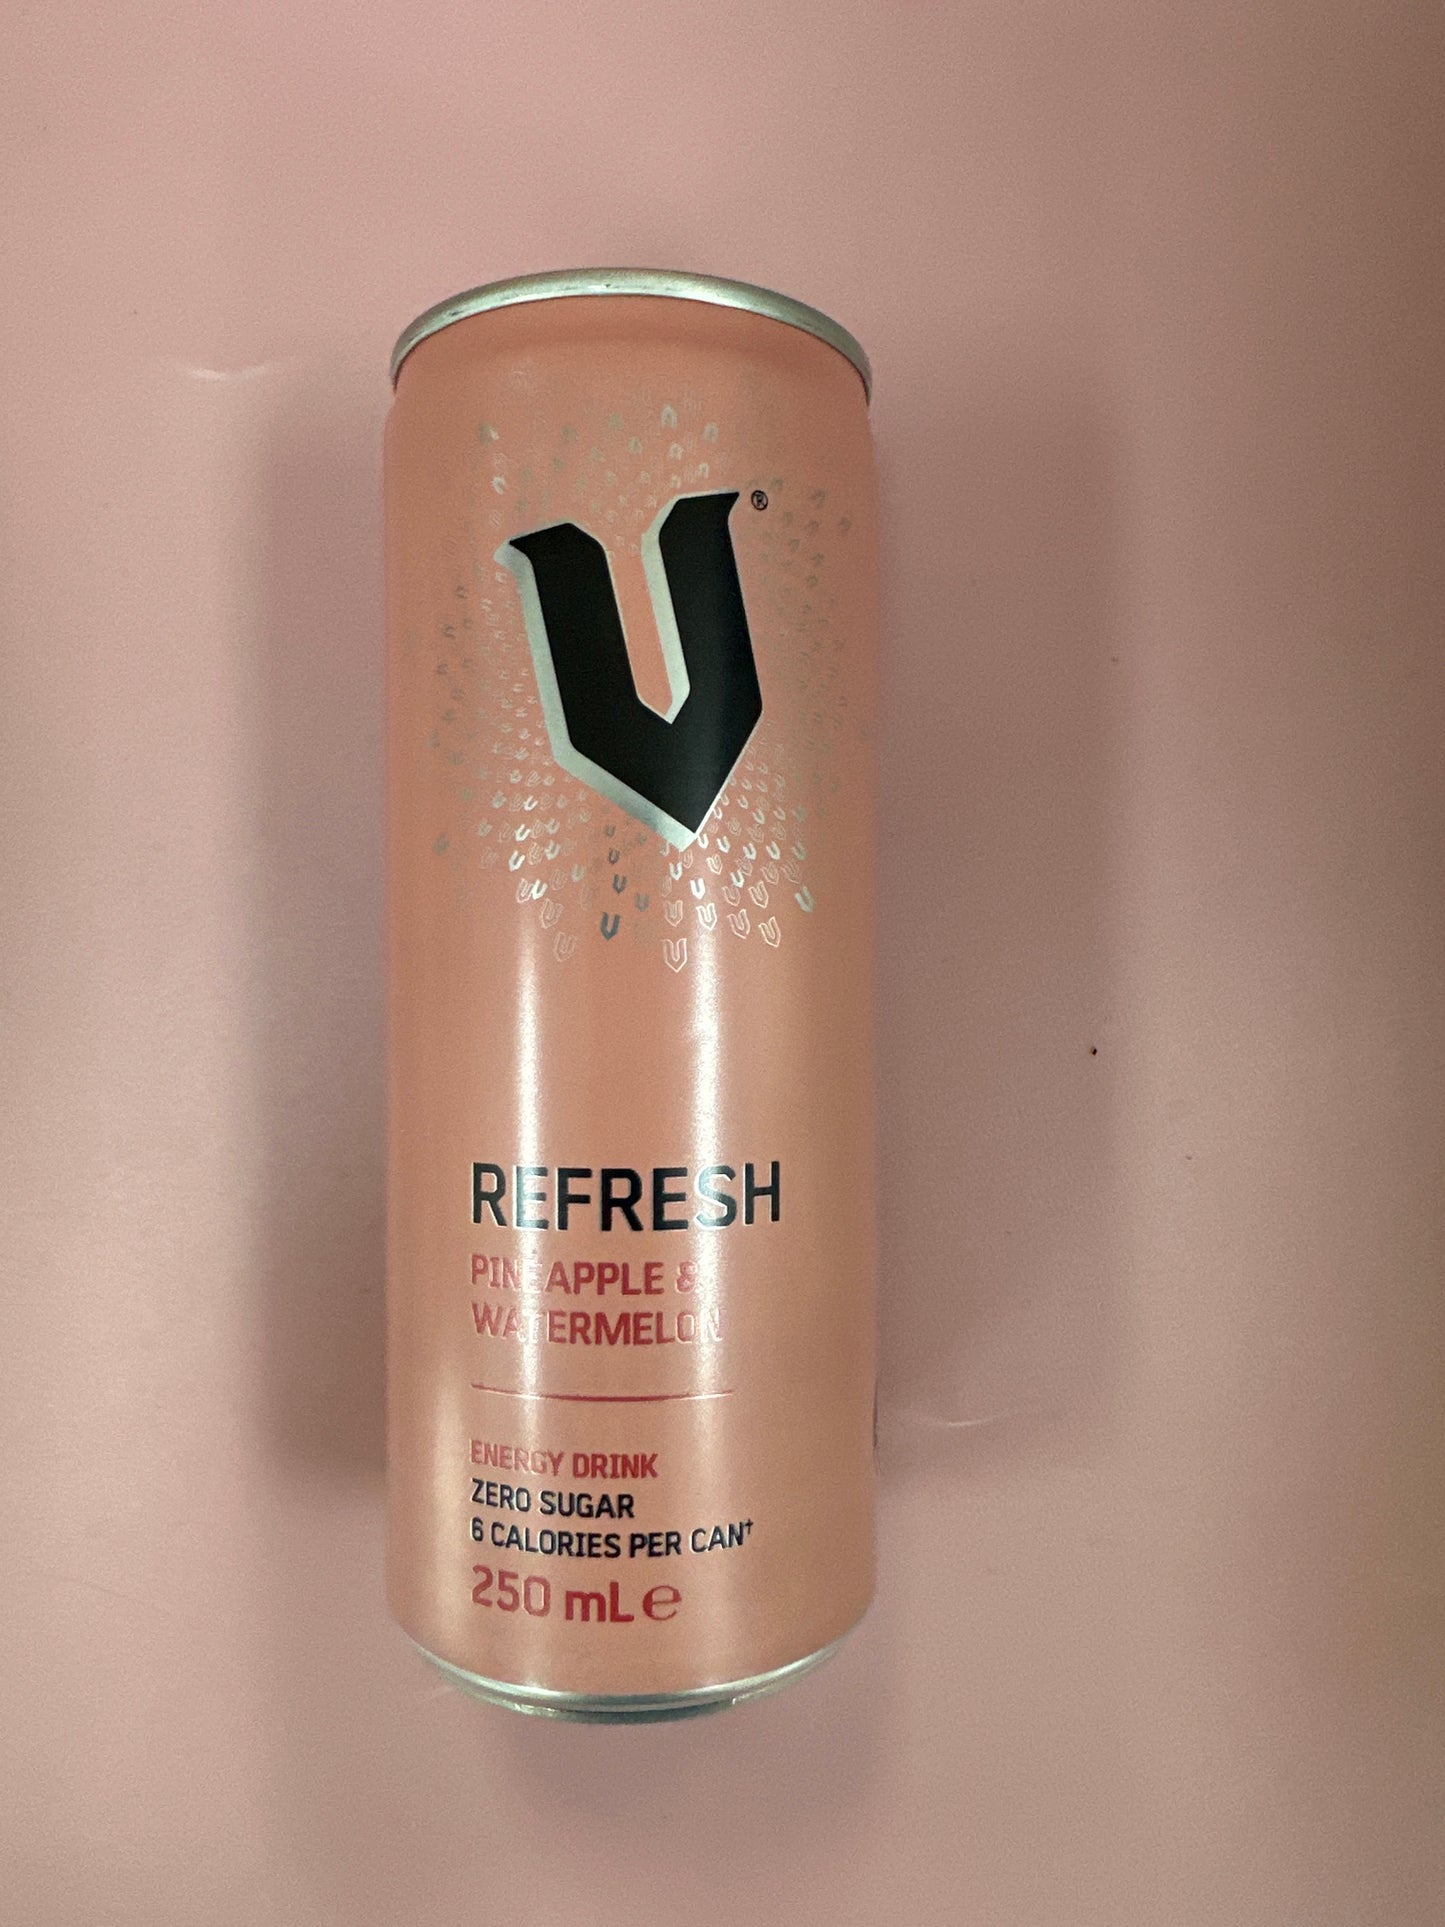 V®
REFRESH
PINEAPPLE &
WATERMELON
ENERGY DRINK
ZERO SUGAR
6 CALORIES PER CAN†
250 mL ℮